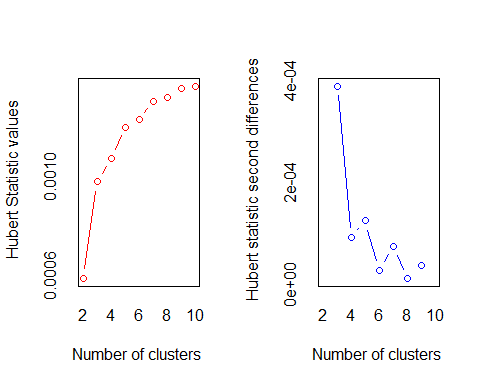 Hubert Statistic values
0.0006 0.0010
2 4 6 8 10
Number of clusters
Hubert statistic second differences
0e+00 2e-04 4e-04
2 4 6 8 10
Number of clusters